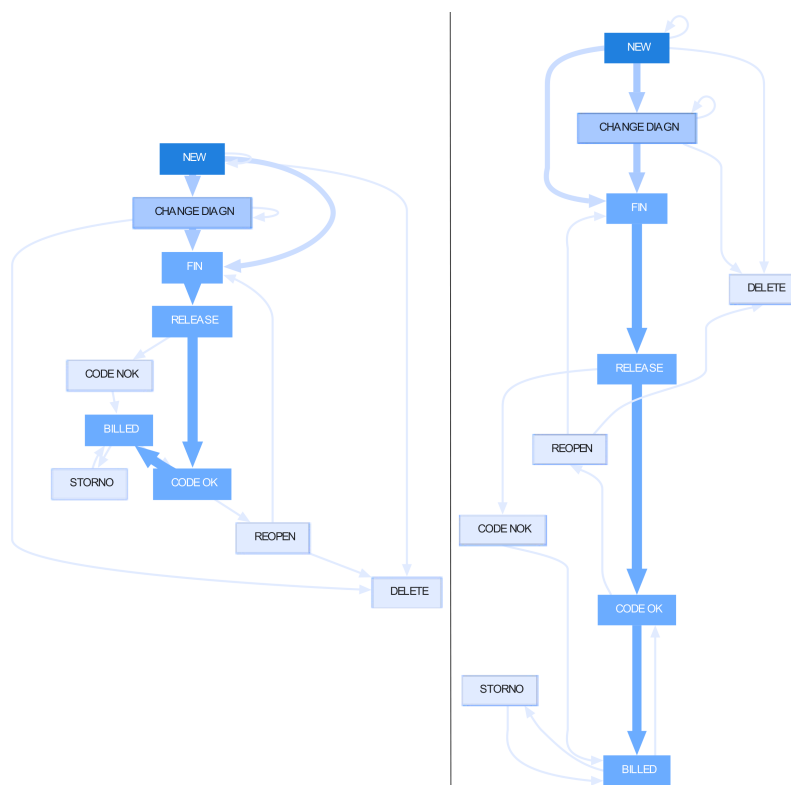 NEW
CHANGE DIAGN
FIN
RELEASE
CODE NOK
BILLED
STORNO
CODE OK
REOPEN
DELETE
NEW
CHANGE DIAGN
FIN
DELETE
RELEASE
REOPEN
CODE NOK
CODE OK
STORNO
BILLED